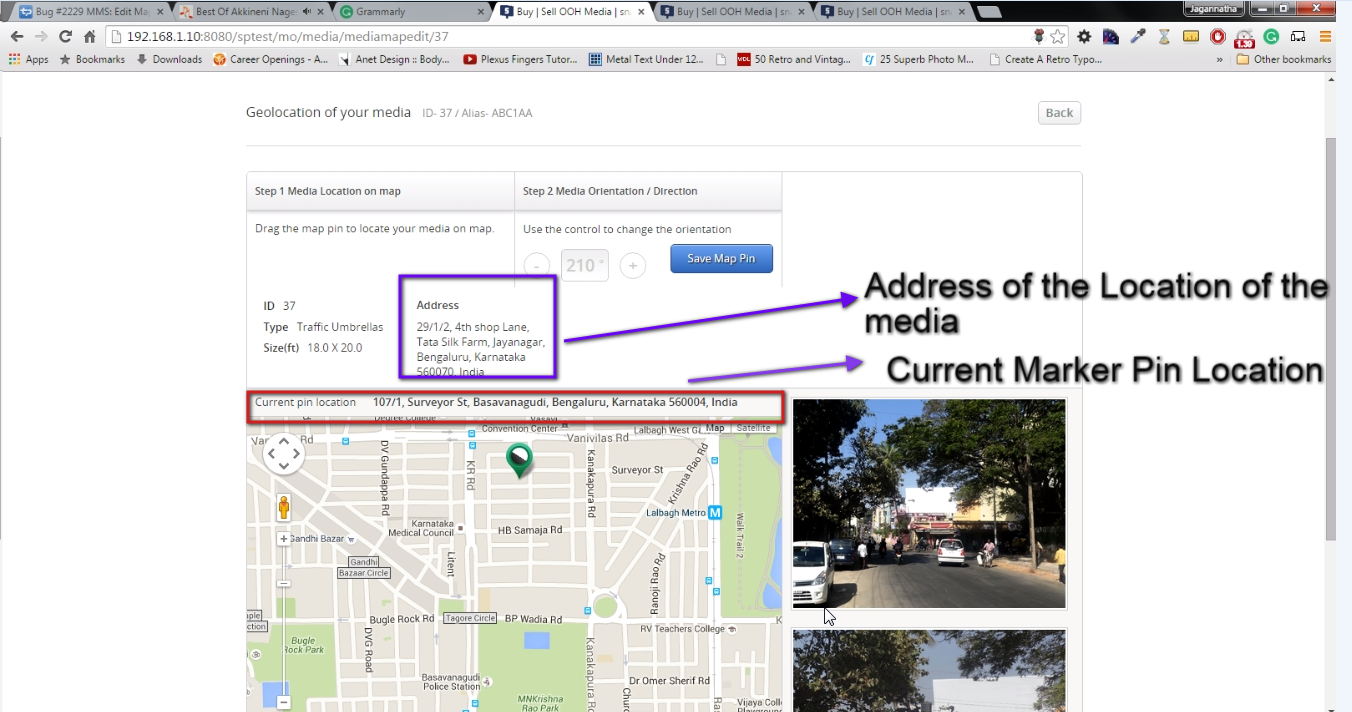 Bug #2229 MMS: Edit Ma
Best Of Akkineni Nage
Grammarly
Buy | Sell OOH Media | sn
Buy | Sell OOH Media | sn
Buy | Sell OOH Media | sn
Jagannatha
192.168.1.10:8080/sptest/mo/media/mediamapedit/37
1.38
Apps
Bookmarks
Downloads
Career Openings - A...
Anet Design :: Body...
Plexus Fingers Tutor...
Metal Text Under 12...
50 Retro and Vintag...
25 Superb Photo M...
Create A Retro Typo...
»
Other bookmarks
Geolocation of your media ID- 37 / Alias- ABC1AA
Back
Step 1 Media Location on map
Step 2 Media Orientation / Direction
Drag the map pin to locate your media on map.
Use the control to change the orientation
- 210 ° +
Save Map Pin
ID 37
Type Traffic Umbrellas
Size(ft) 18.0 X 20.0
Address
29/1/2, 4th shop Lane,
Tata Silk Farm, Jayanagar,
Bengaluru, Karnataka
560070, India
Address of the Location of the
media
Current Marker Pin Location
Current pin location 107/1, Surveyor St, Basavanagudi, Bengaluru, Karnataka 560004, India
Convention Center
Lalbagh West G
Map
Satellite
Vanivilas Rd
DV Gundappa Rd
KR Rd
Kanakapura Rd
Surveyor St
Krishna Rao Rd
Lalbagh Metro
M
Walk Trail 2
Karnataka
Medical Council
HB Samaja Rd
Gandhi Bazar
Gandhi
Bazaar Circle
Litent
Ranoji Rao Rd
Bugle Rock Rd
Tagore Circle
BP Wadia Rd
RV Teachers College
DVG Road
Bugle
Rock Park
Kanakapura Rd
Basavanagudi
Police Station
Dr Omer Sherif Rd
MNKrishna
Rao Park
Vijaya Coll